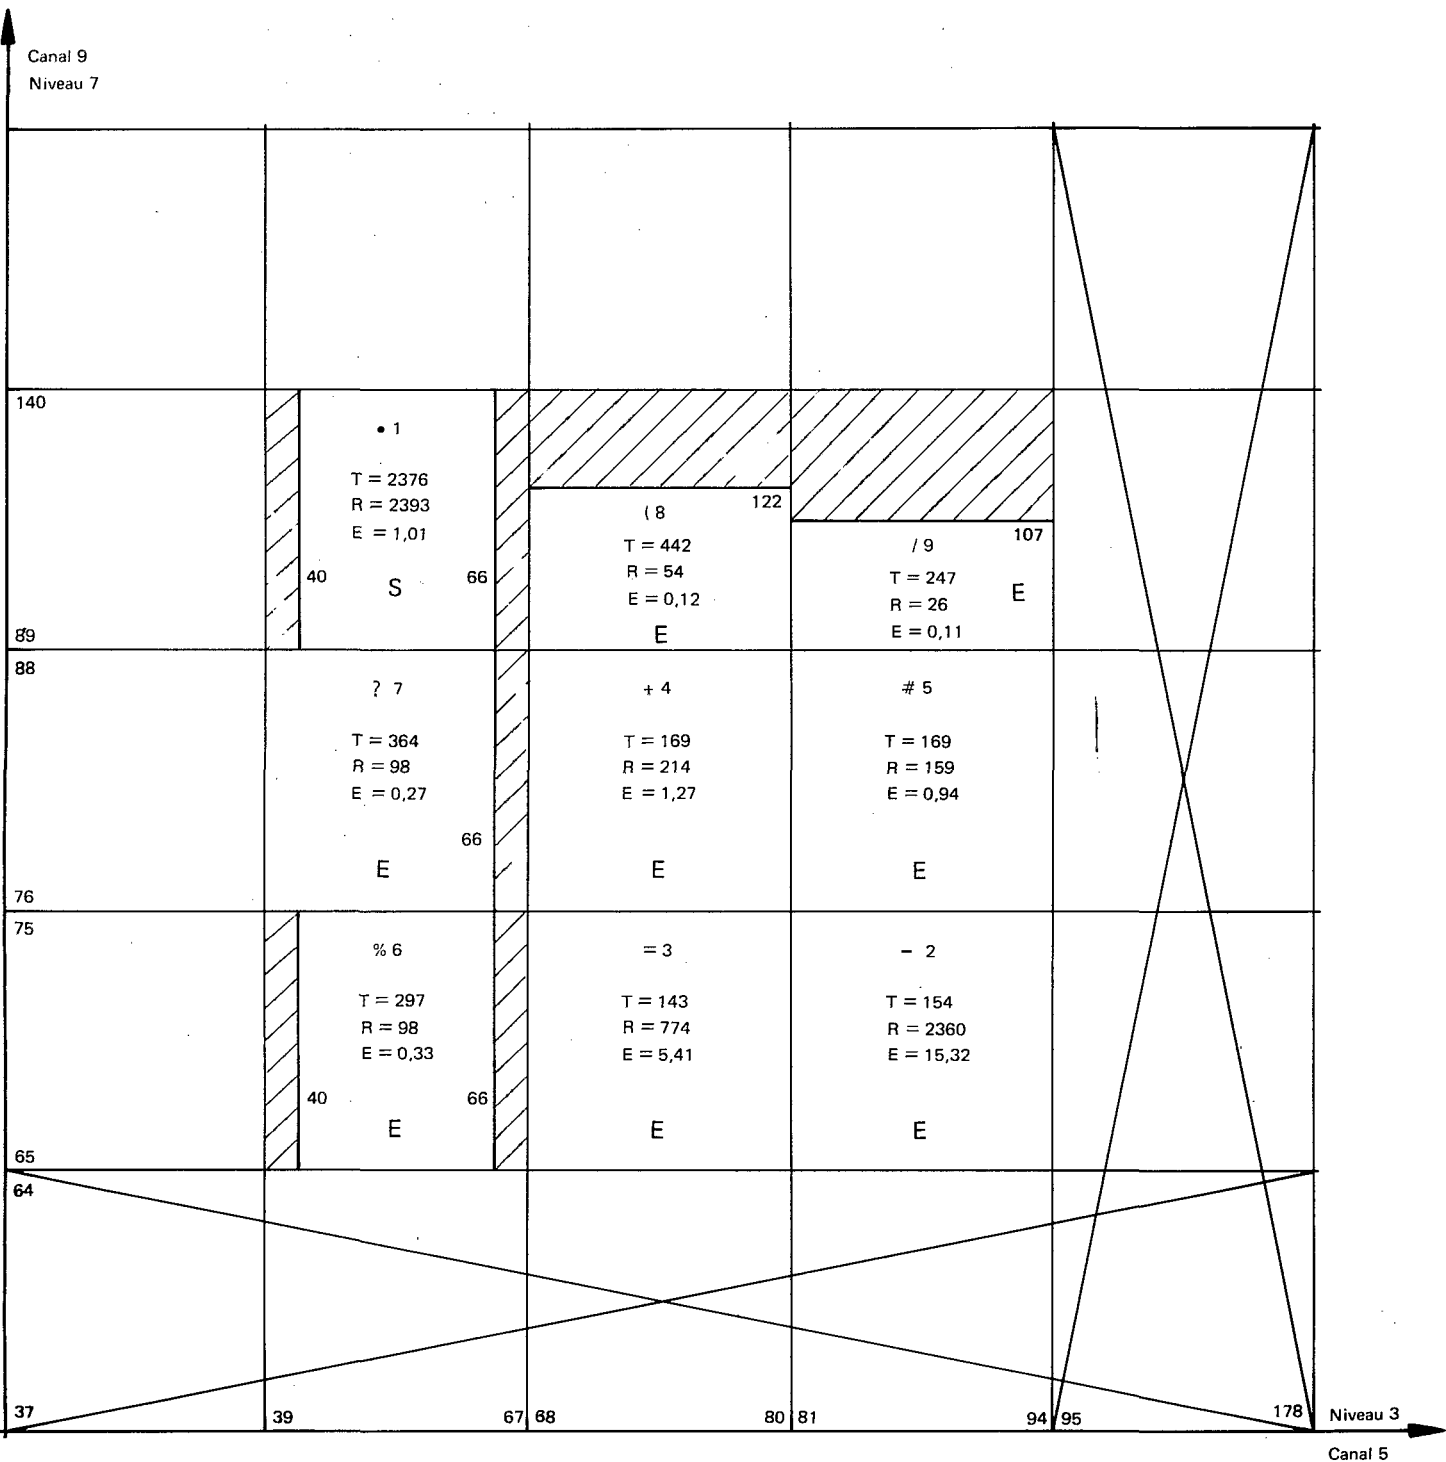 Canal 9
Niveau 7
140
• 1
T = 2376
R = 2393
E = 1,01
40
S
66
122
( 8
T = 442
R = 54
E = 0,12
E
107
/ 9
T = 247
R = 26
E = 0,11
E
89
88
? 7
T = 364
R = 98
E = 0,27
66
E
+ 4
T = 169
R = 214
E = 1,27
E
# 5
T = 169
R = 159
E = 0,94
E
76
75
% 6
T = 297
R = 98
E = 0,33
40
66
E
= 3
T = 143
R = 774
E = 5,41
E
– 2
T = 154
R = 2360
E = 15,32
E
65
64
37
39
67 68
80 81
94 95
178
Niveau 3
Canal 5